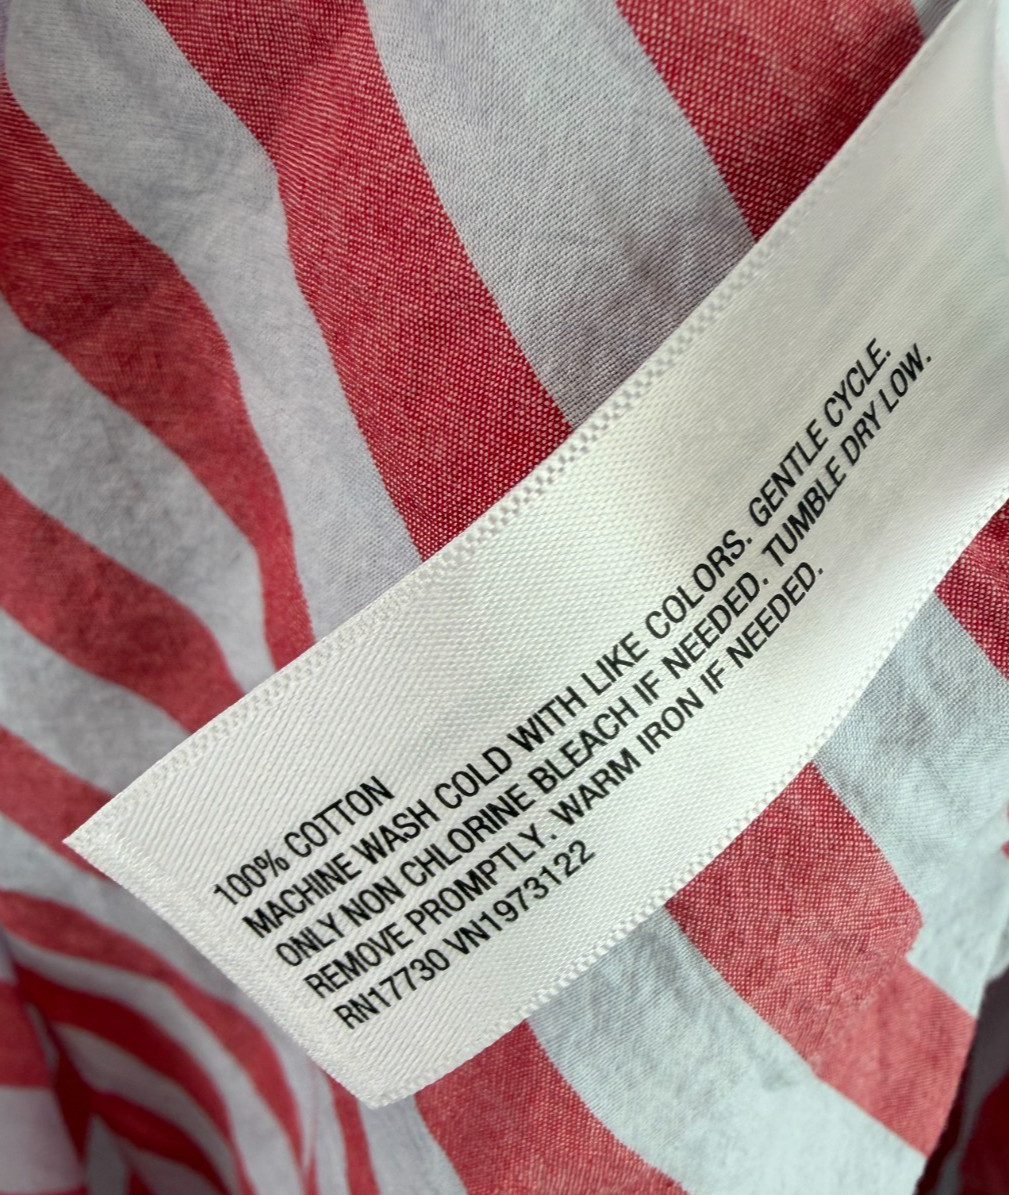 100% COTTON
MACHINE WASH COLD WITH LIKE COLORS. GENTLE CYCLE.
ONLY NON CHLORINE BLEACH IF NEEDED. TUMBLE DRY LOW.
REMOVE PROMPTLY. WARM IRON IF NEEDED.
RN17730 VN1973122